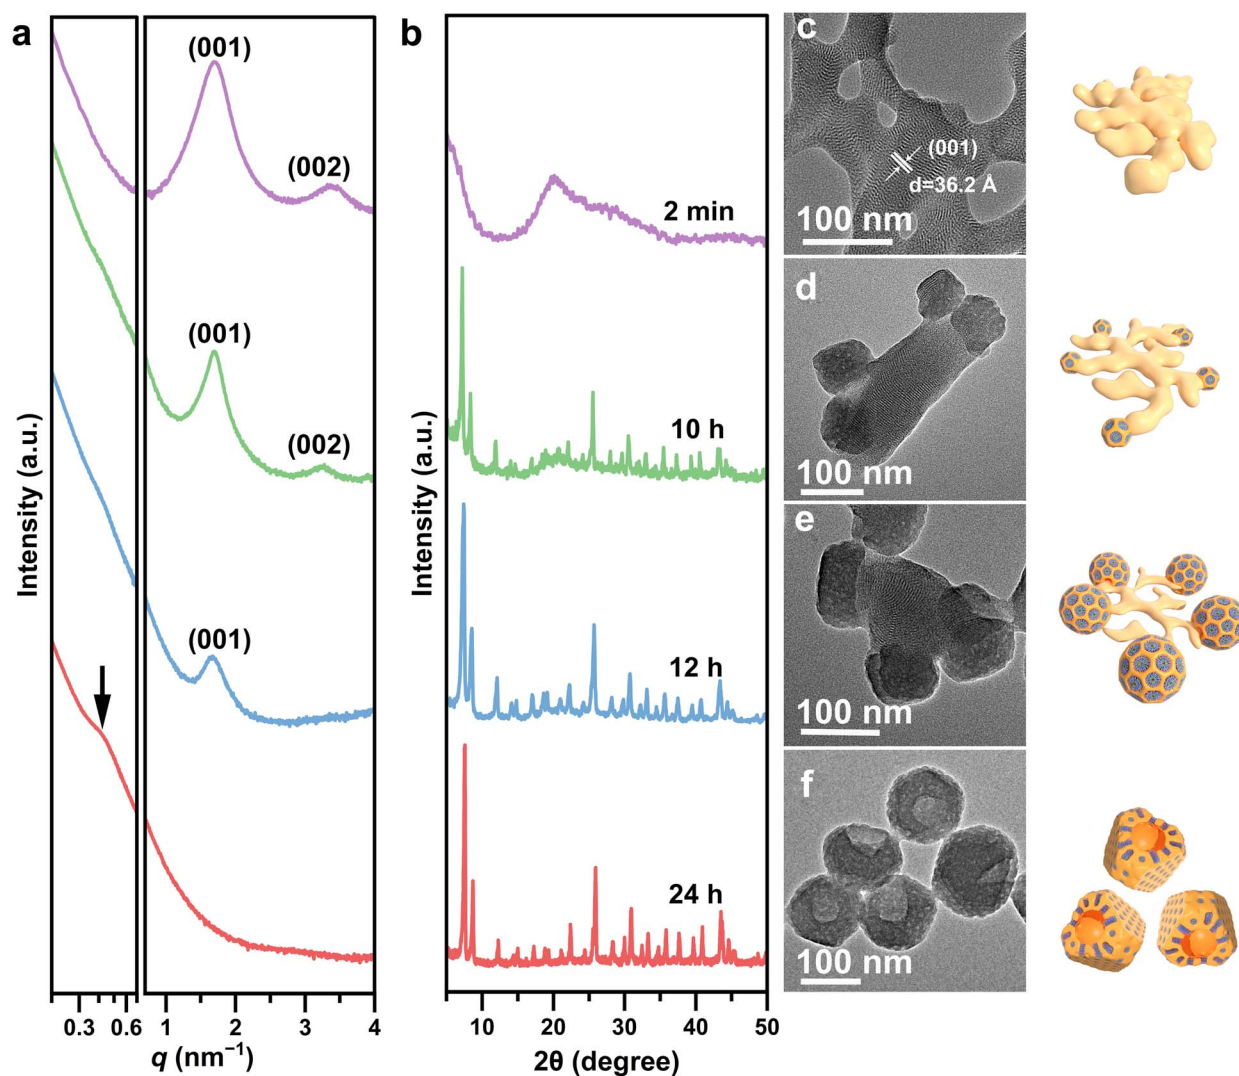 a
(001)
(002)
(001)
(002)
(001)
Intensity (a.u.)
0.3
0.6
1
2
3
4
q (nm⁻¹)
b
2 min
10 h
12 h
24 h
Intensity (a.u.)
10
20
30
40
50
2θ (degree)
c
(001)
d=36.2 Å
100 nm
d
100 nm
e
100 nm
f
100 nm